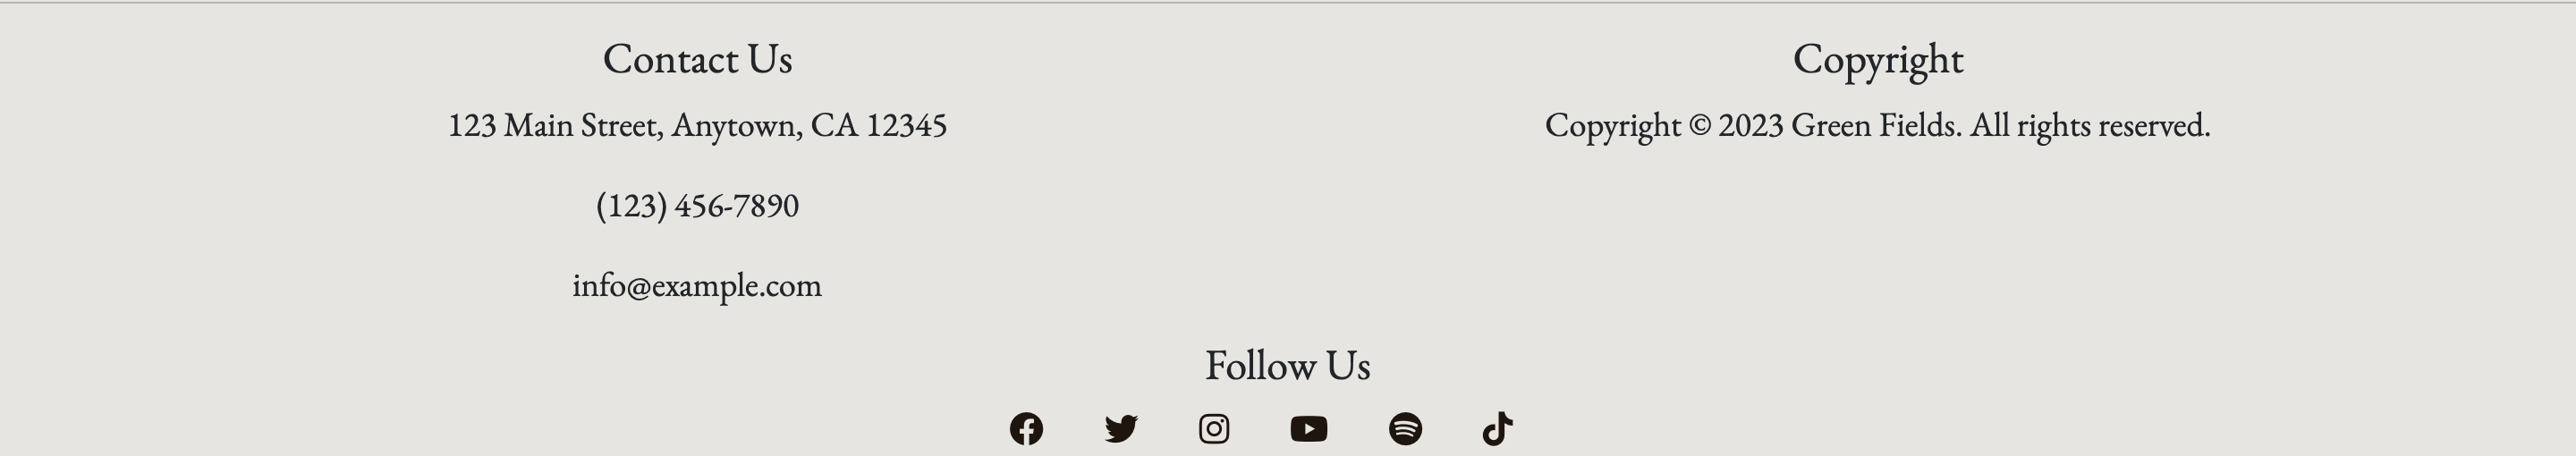 Contact Us
123 Main Street, Anytown, CA 12345
(123) 456-7890
info@example.com
Copyright
Copyright © 2023 Green Fields. All rights reserved.
Follow Us